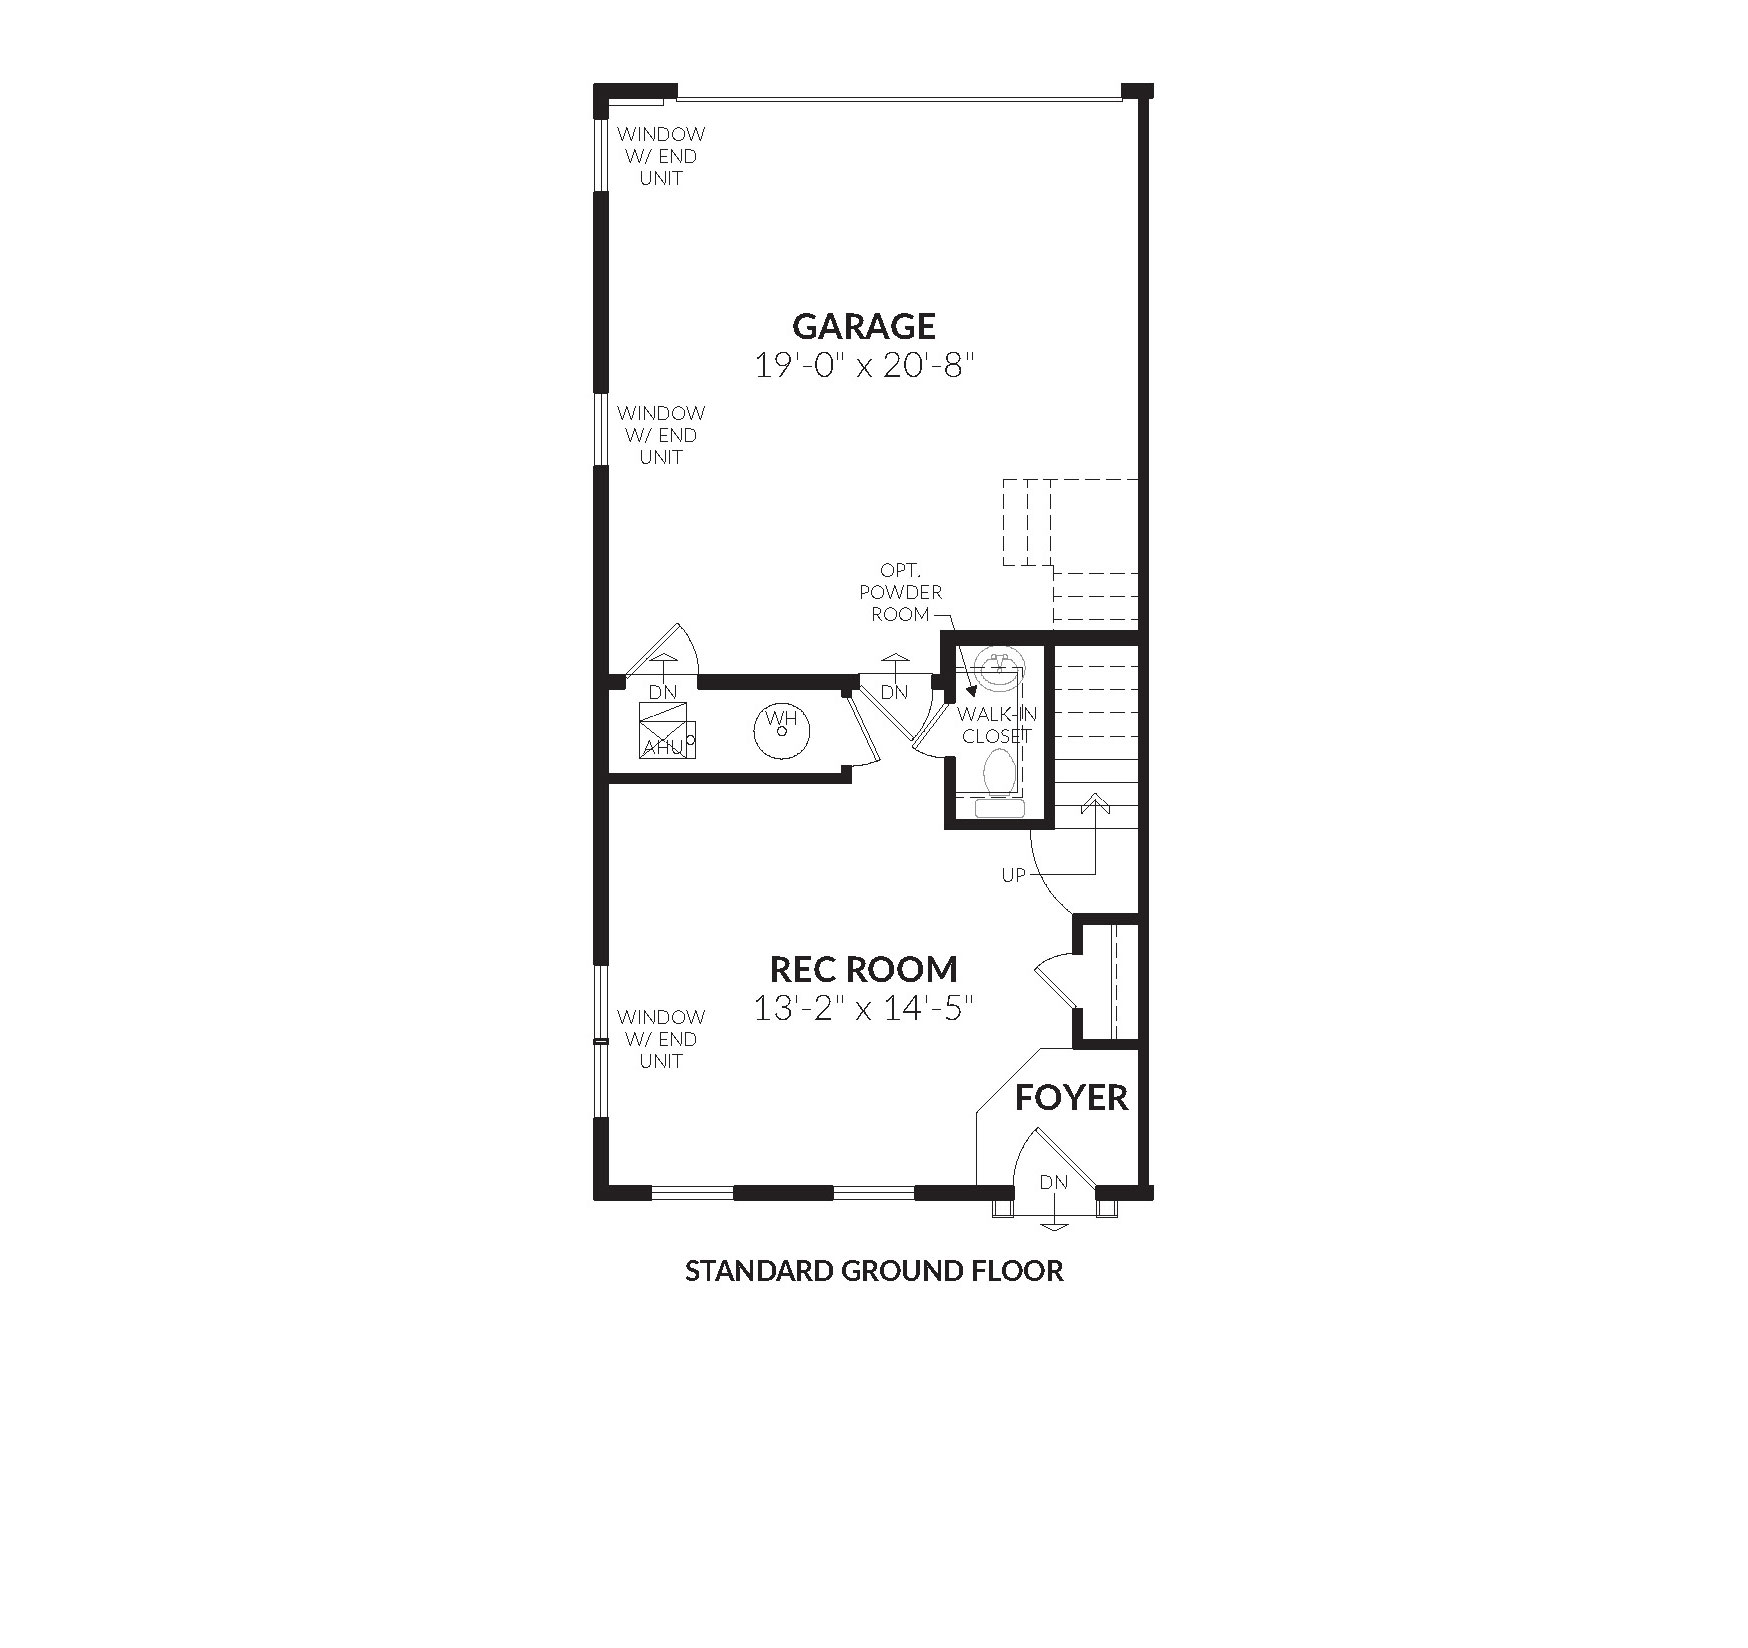 WINDOW
W/ END
UNIT
GARAGE
19'-0" x 20'-8"
WINDOW
W/ END
UNIT
OPT.
POWDER
ROOM
DN
DN
WH
AHU
WALK-IN
CLOSET
UP
REC ROOM
13'-2" x 14'-5"
WINDOW
W/ END
UNIT
FOYER
DN
STANDARD GROUND FLOOR